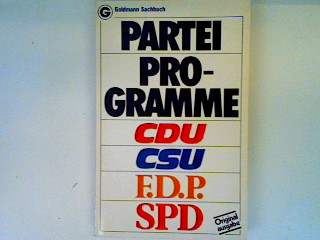 G Goldmann Sachbuch
PARTEI
PRO-
GRAMME
CDU
CSU
F.D.P.
SPD
Original
ausgabe